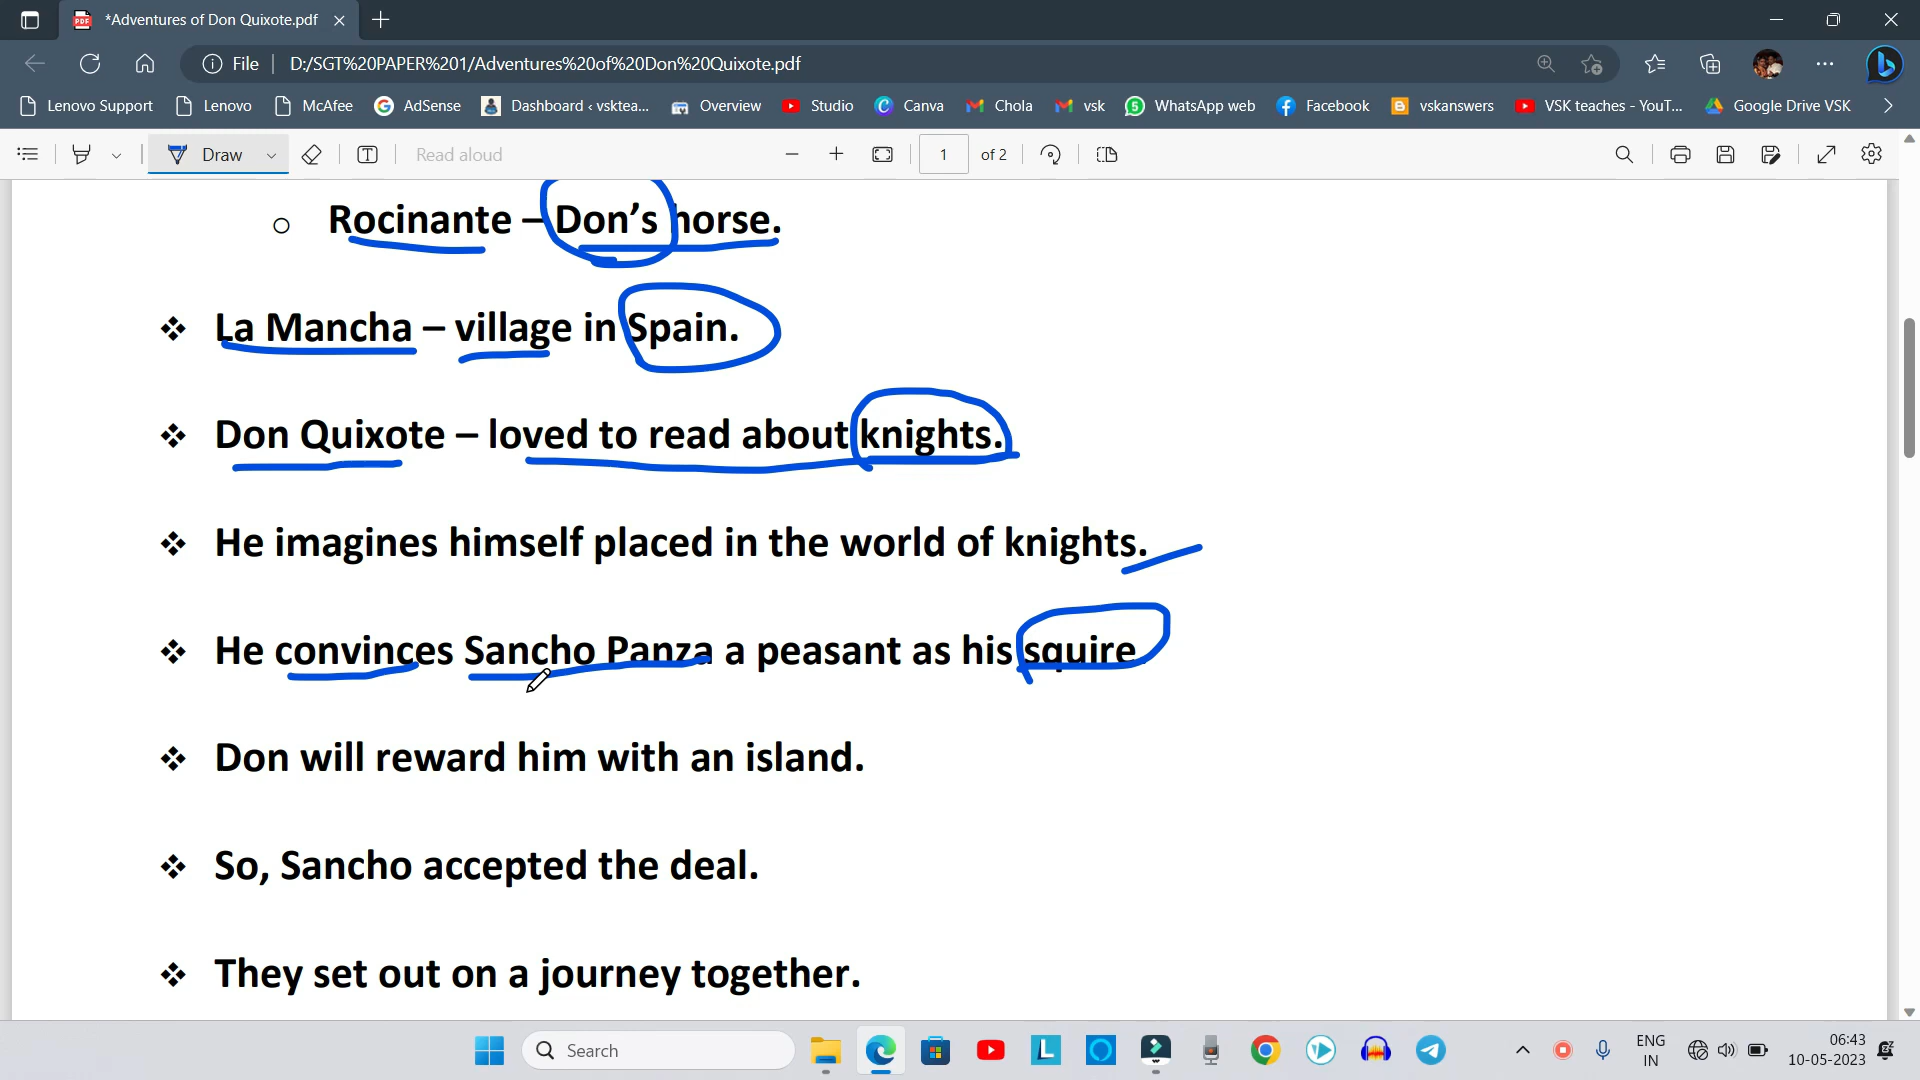 *Adventures of Don Quixote.pdf
File D:/SGT%20PAPER%201/Adventures%20of%20Don%20Quixote.pdf
Lenovo Support Lenovo McAfee AdSense Dashboard ‹ vsktea... Overview Studio Canva Chola vsk WhatsApp web Facebook vskanswers VSK teaches - YouT... Google Drive VSK
Draw Read aloud 1 of 2
Rocinante – Don’s horse.
La Mancha – village in Spain.
Don Quixote – loved to read about knights.
He imagines himself placed in the world of knights.
He convinces Sancho Panza a peasant as his squire.
Don will reward him with an island.
So, Sancho accepted the deal.
They set out on a journey together.
Search
ENG 06:43
IN 10-05-2023